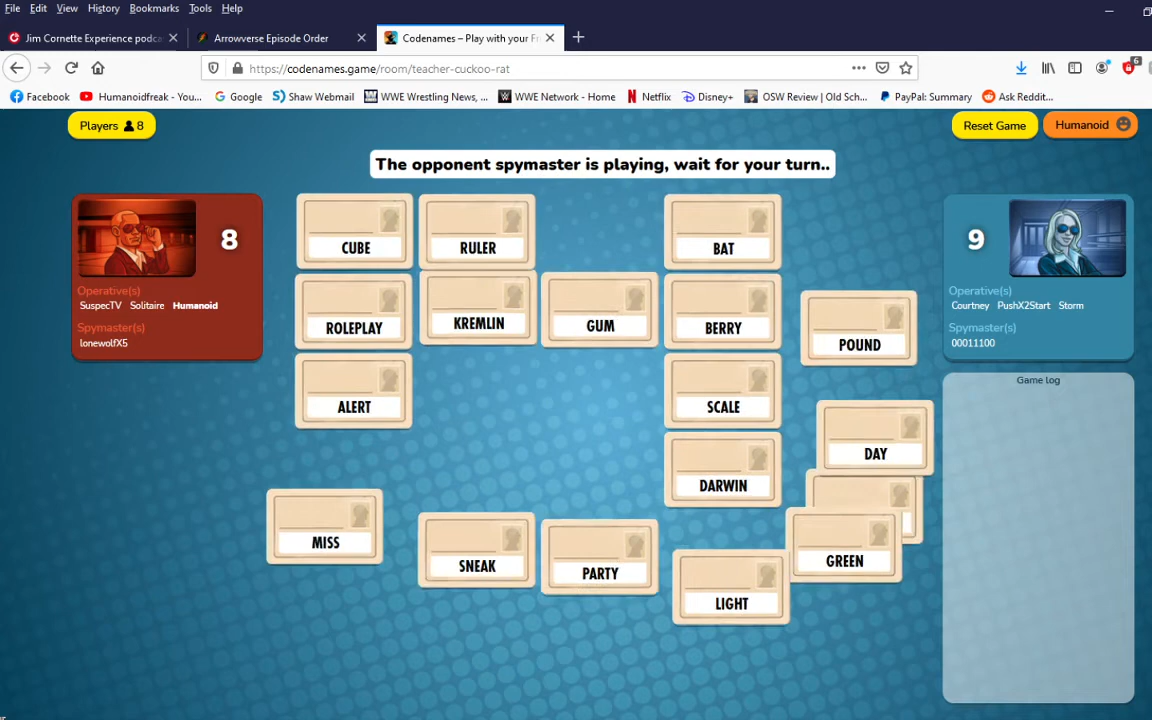 File Edit View History Bookmarks Tools Help
Jim Cornette Experience podca
Arrowverse Episode Order
Codenames – Play with your Fr
https://codenames.game/room/teacher-cuckoo-rat
6
Facebook
Humanoidfreak - You...
Google
Shaw Webmail
WWE Wrestling News, ...
WWE Network - Home
Netflix
Disney+
OSW Review | Old Sch...
PayPal: Summary
Ask Reddit...
Players 8
Reset Game
Humanoid
The opponent spymaster is playing, wait for your turn..
8
Operative(s)
SuspecTV Solitaire Humanoid
Spymaster(s)
lonewolfX5
CUBE
RULER
BAT
ROLEPLAY
KREMLIN
GUM
BERRY
POUND
ALERT
SCALE
DAY
DARWIN
MISS
SNEAK
PARTY
LIGHT
GREEN
9
Operative(s)
Courtney PushX2Start Storm
Spymaster(s)
00011100
Game log